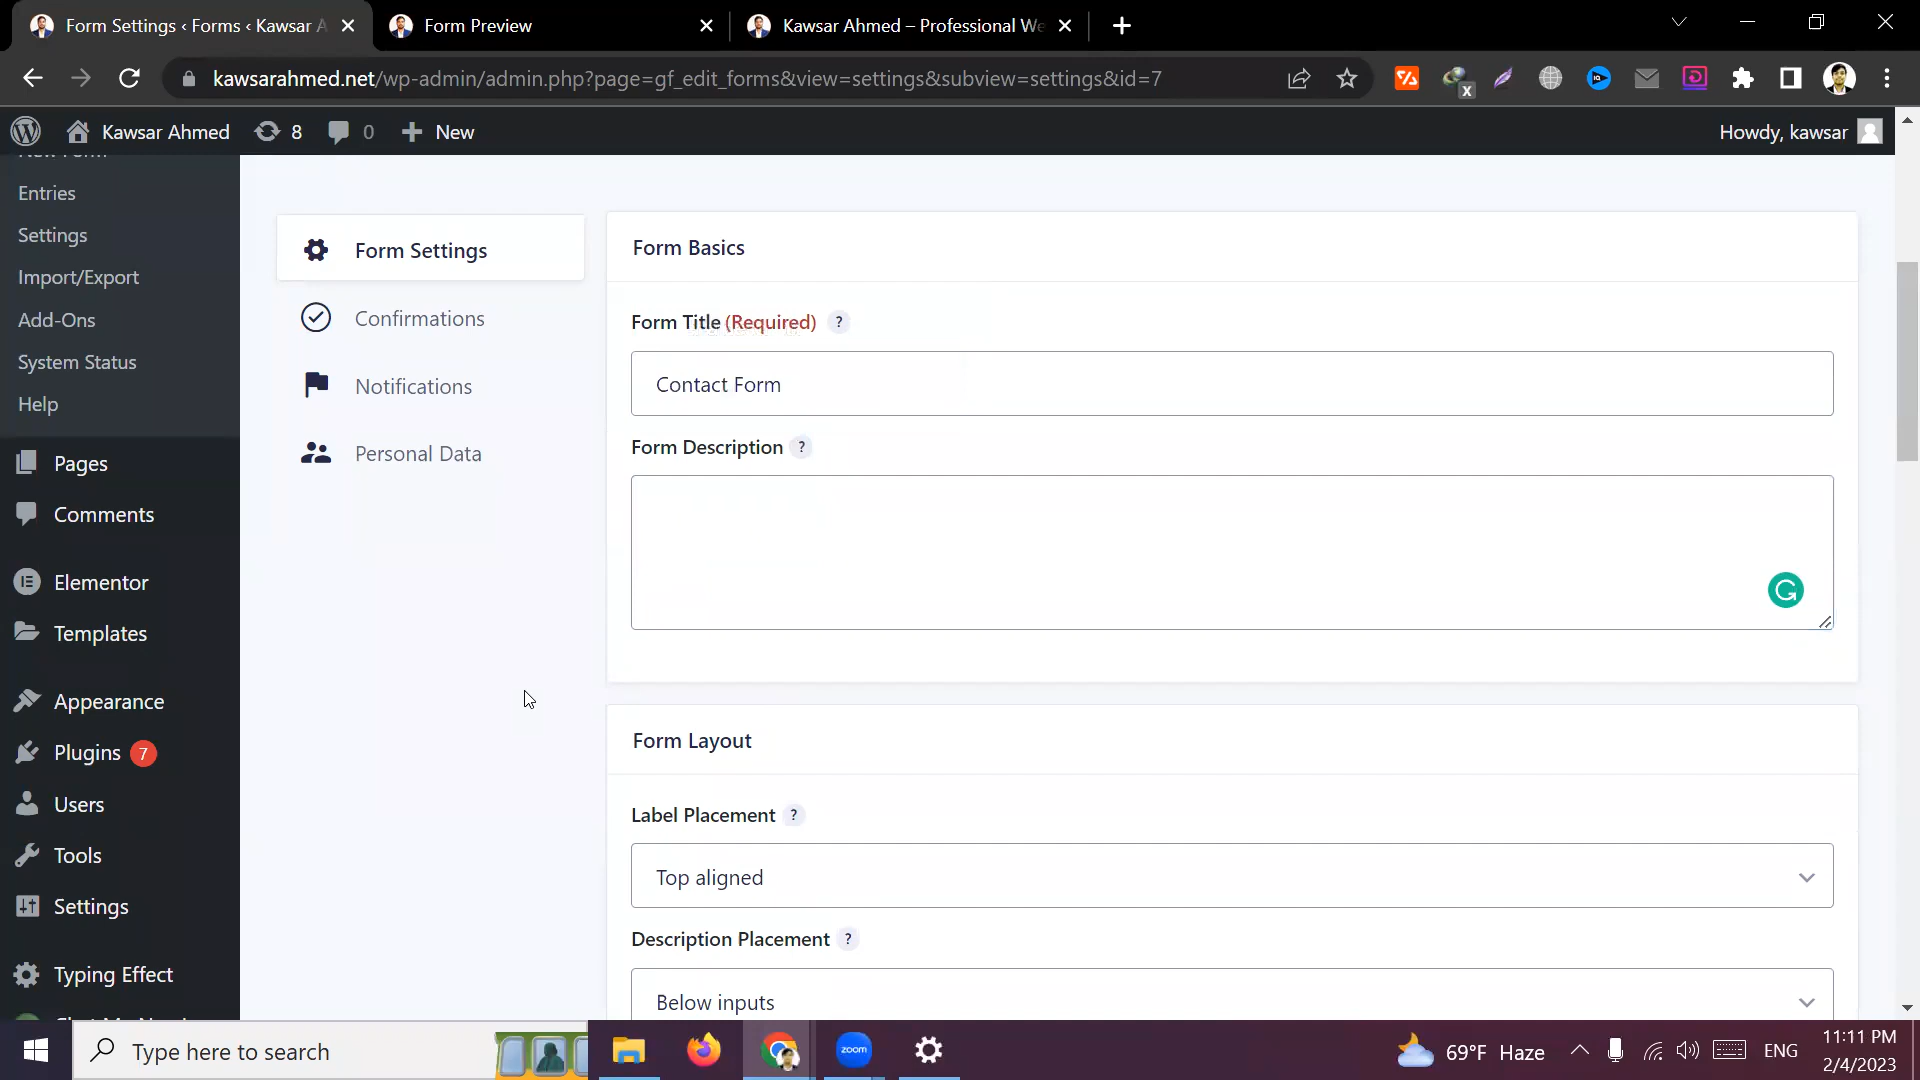 Form Settings ‹ Forms ‹ Kawsar A
Form Preview
Kawsar Ahmed – Professional We
kawsarahmed.net/wp-admin/admin.php?page=gf_edit_forms&view=settings&subview=settings&id=7
Kawsar Ahmed
8
0
New
Howdy, kawsar
New Form
Entries
Settings
Import/Export
Add-Ons
System Status
Help
Pages
Comments
Elementor
Templates
Appearance
Plugins 7
Users
Tools
Settings
Typing Effect
Form Settings
Confirmations
Notifications
Personal Data
Form Basics
Form Title (Required) ?
Contact Form
Form Description ?
Form Layout
Label Placement ?
Top aligned
Description Placement ?
Below inputs
Type here to search
zoom
69°F Haze
ENG
11:11 PM
2/4/2023